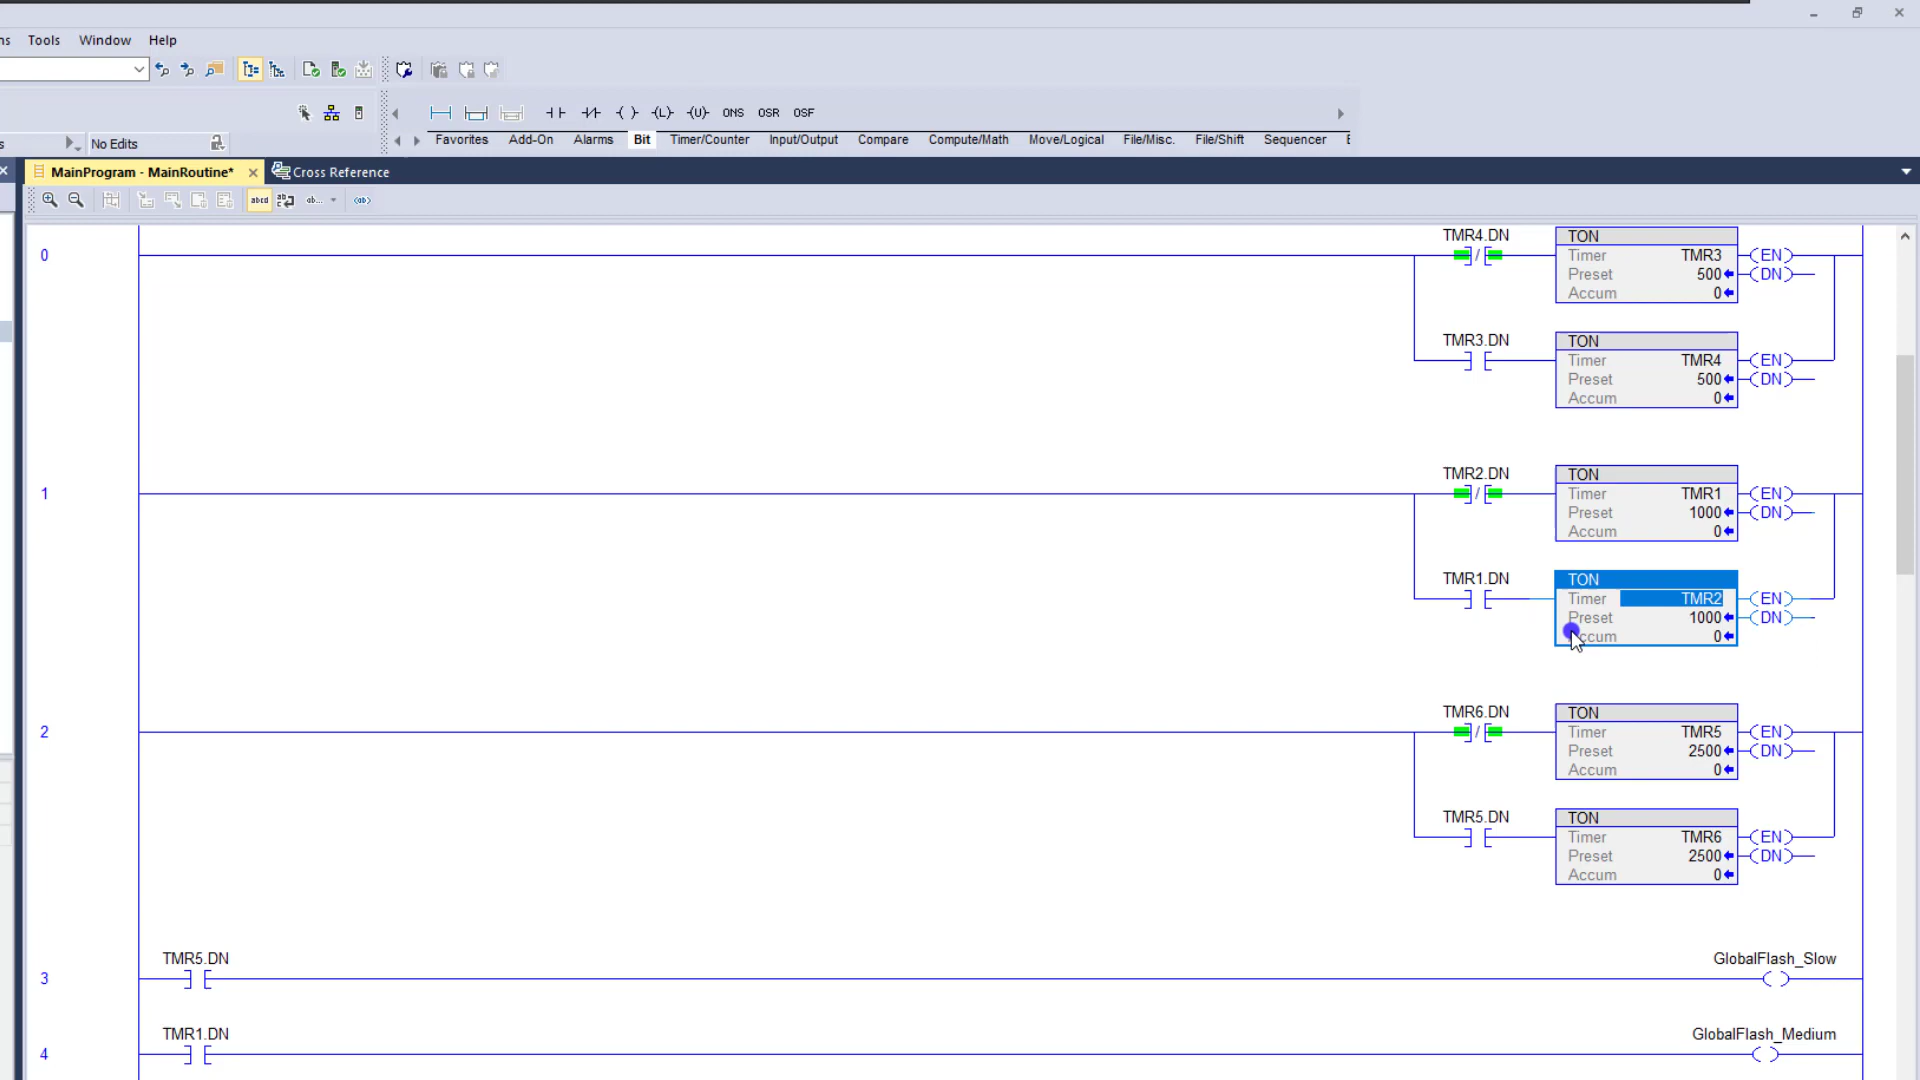 ns Tools Window Help
ONS OSR OSF
s No Edits
Favorites Add-On Alarms Bit Timer/Counter Input/Output Compare Compute/Math Move/Logical File/Misc. File/Shift Sequencer
MainProgram - MainRoutine* Cross Reference
abcd ab... <ab>
0
TMR4.DN
TON
Timer TMR3 EN
Preset 500 DN
Accum 0
TMR3.DN
TON
Timer TMR4 EN
Preset 500 DN
Accum 0
1
TMR2.DN
TON
Timer TMR1 EN
Preset 1000 DN
Accum 0
TMR1.DN
TON
Timer TMR2 EN
Preset 1000 DN
Accum 0
2
TMR6.DN
TON
Timer TMR5 EN
Preset 2500 DN
Accum 0
TMR5.DN
TON
Timer TMR6 EN
Preset 2500 DN
Accum 0
3
TMR5.DN
GlobalFlash_Slow
4
TMR1.DN
GlobalFlash_Medium